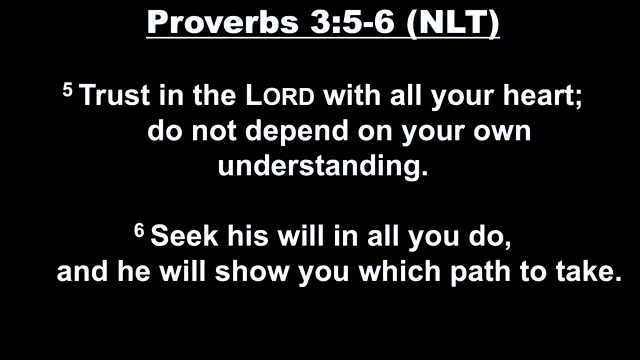 Proverbs 3:5-6 (NLT)
5 Trust in the LORD with all your heart;
do not depend on your own
understanding.
6 Seek his will in all you do,
and he will show you which path to take.